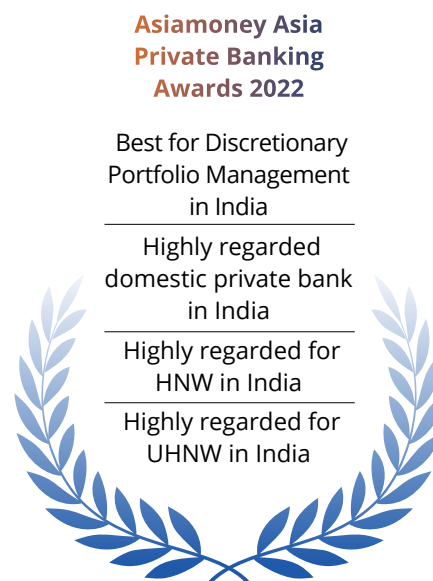 Asiamoney Asia
Private Banking
Awards 2022
Best for Discretionary
Portfolio Management
in India
Highly regarded
domestic private bank
in India
Highly regarded for
HNW in India
Highly regarded for
UHNW in India